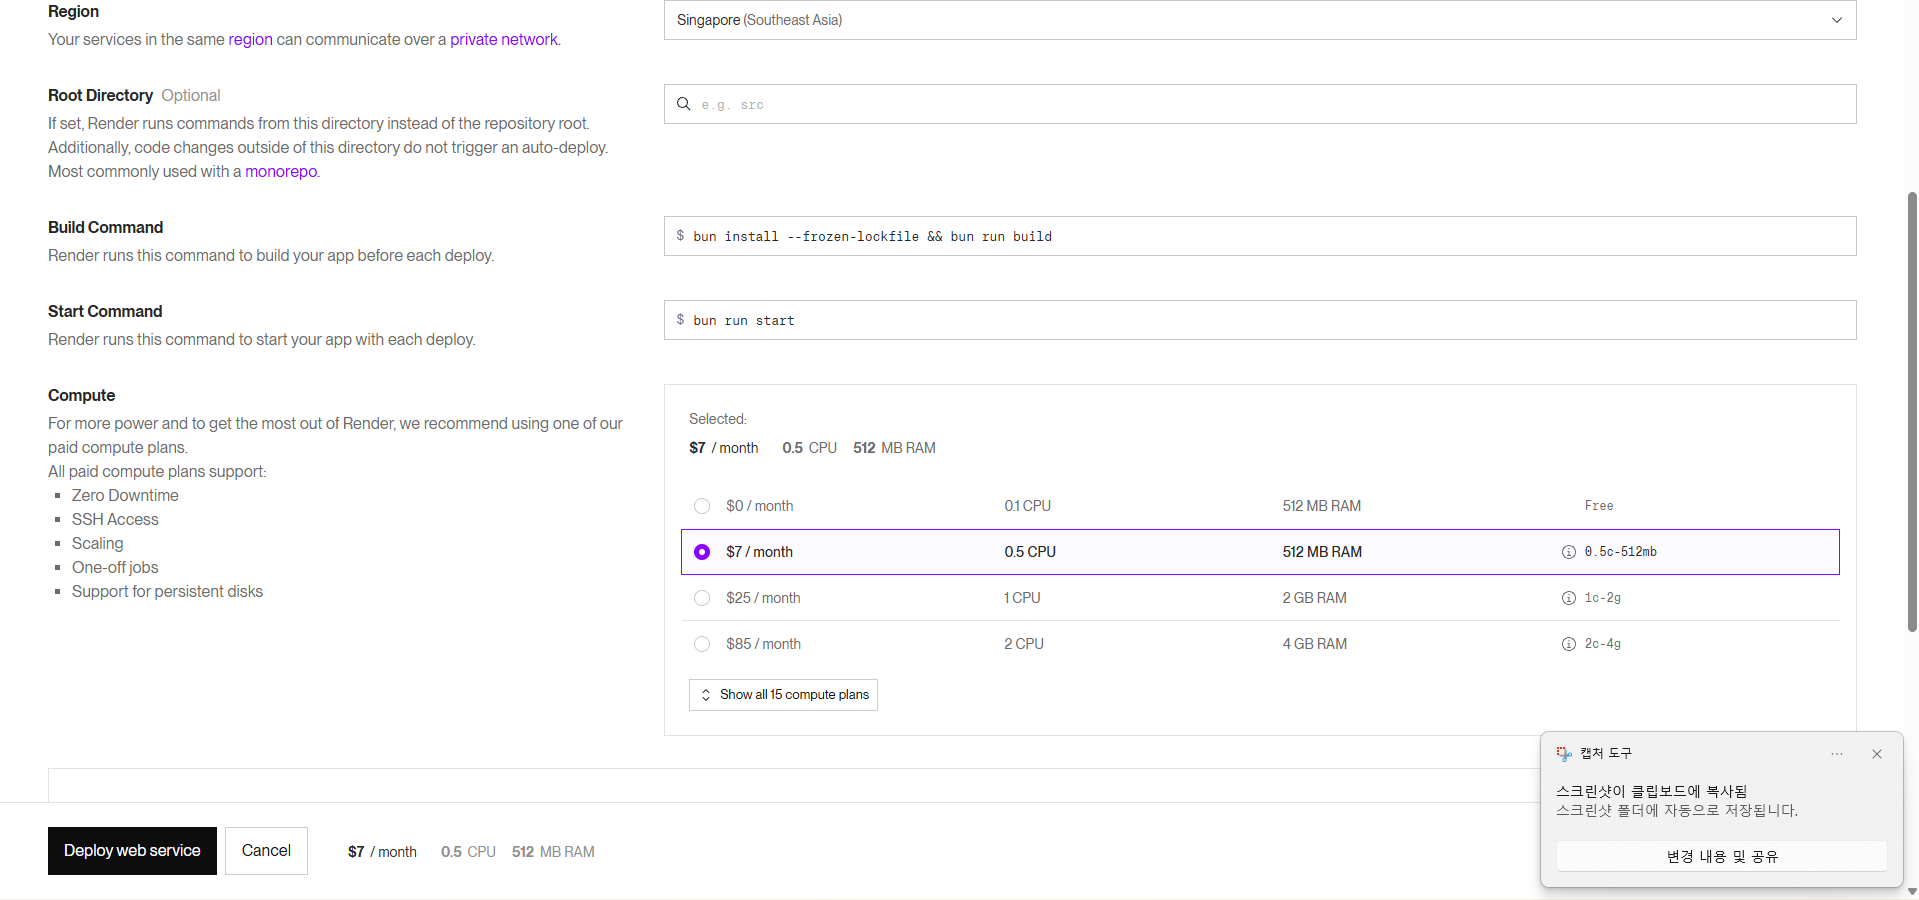 Region
Your services in the same region can communicate over a private network.
Singapore (Southeast Asia)
Root Directory Optional
If set, Render runs commands from this directory instead of the repository root.
Additionally, code changes outside of this directory do not trigger an auto-deploy.
Most commonly used with a monorepo.
e.g. src
Build Command
Render runs this command to build your app before each deploy.
$ bun install --frozen-lockfile && bun run build
Start Command
Render runs this command to start your app with each deploy.
$ bun run start
Compute
For more power and to get the most out of Render, we recommend using one of our
paid compute plans.
All paid compute plans support:
Zero Downtime
SSH Access
Scaling
One-off jobs
Support for persistent disks
Selected:
$7 / month 0.5 CPU 512 MB RAM
$0 / month 0.1 CPU 512 MB RAM Free
$7 / month 0.5 CPU 512 MB RAM 0.5c-512mb
$25 / month 1 CPU 2 GB RAM 1c-2g
$85 / month 2 CPU 4 GB RAM 2c-4g
Show all 15 compute plans
Deploy web service Cancel $7 / month 0.5 CPU 512 MB RAM
캡처 도구
스크린샷이 클립보드에 복사됨
스크린샷 폴더에 자동으로 저장됩니다.
변경 내용 및 공유